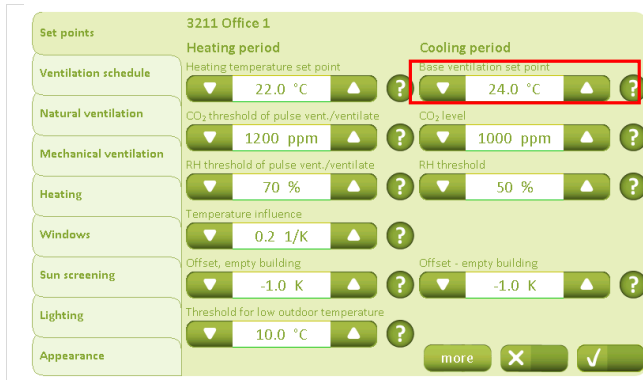 Set points
Ventilation schedule
Natural ventilation
Mechanical ventilation
Heating
Windows
Sun screening
Lighting
Appearance
3211 Office 1
Heating period
Heating temperature set point
22.0 °C
?
CO₂ threshold of pulse vent./ventilate
1200 ppm
?
RH threshold of pulse vent./ventilate
70 %
?
Temperature influence
0.2 1/K
?
Offset, empty building
-1.0 K
?
Threshold for low outdoor temperature
10.0 °C
?
Cooling period
Base ventilation set point
24.0 °C
?
CO₂ level
1000 ppm
?
RH threshold
50 %
?
Offset - empty building
-1.0 K
?
more